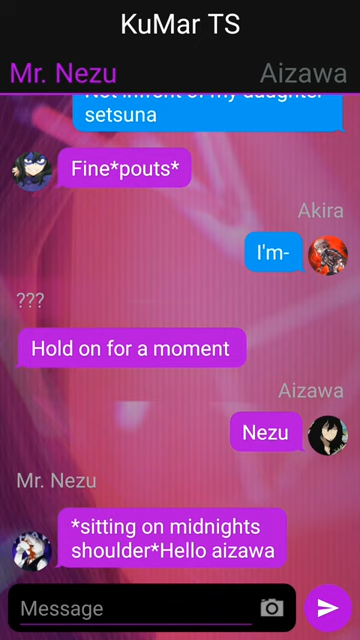 KuMar TS
Mr. Nezu
Aizawa
Not infront of my daughter
setsuna
Fine*pouts*
Akira
I'm-
???
Hold on for a moment
Aizawa
Nezu
Mr. Nezu
*sitting on midnights
shoulder*Hello aizawa
Message